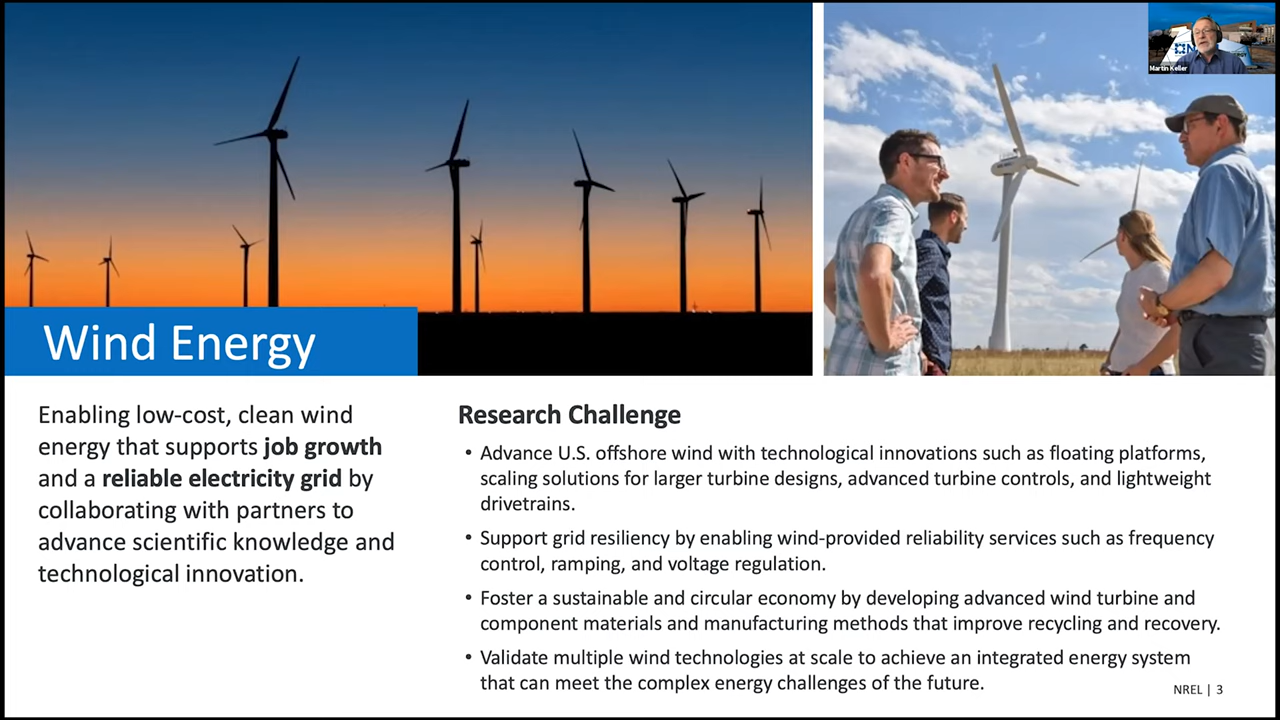 Martin Keller
Wind Energy
Enabling low-cost, clean wind
energy that supports job growth
and a reliable electricity grid by
collaborating with partners to
advance scientific knowledge and
technological innovation.
Research Challenge
• Advance U.S. offshore wind with technological innovations such as floating platforms,
scaling solutions for larger turbine designs, advanced turbine controls, and lightweight
drivetrains.
• Support grid resiliency by enabling wind-provided reliability services such as frequency
control, ramping, and voltage regulation.
• Foster a sustainable and circular economy by developing advanced wind turbine and
component materials and manufacturing methods that improve recycling and recovery.
• Validate multiple wind technologies at scale to achieve an integrated energy system
that can meet the complex energy challenges of the future.
NREL | 3